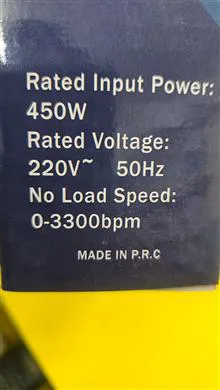 Rated Input Power:
450W
Rated Voltage:
220V~ 50Hz
No Load Speed:
0-3300bpm
MADE IN P.R.C